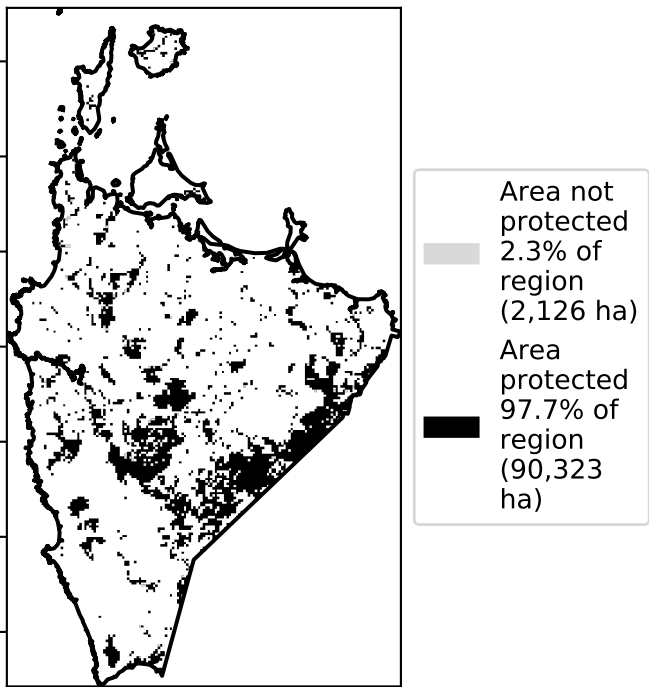 Area not
protected
2.3% of
region
(2,126 ha)
Area
protected
97.7% of
region
(90,323
ha)